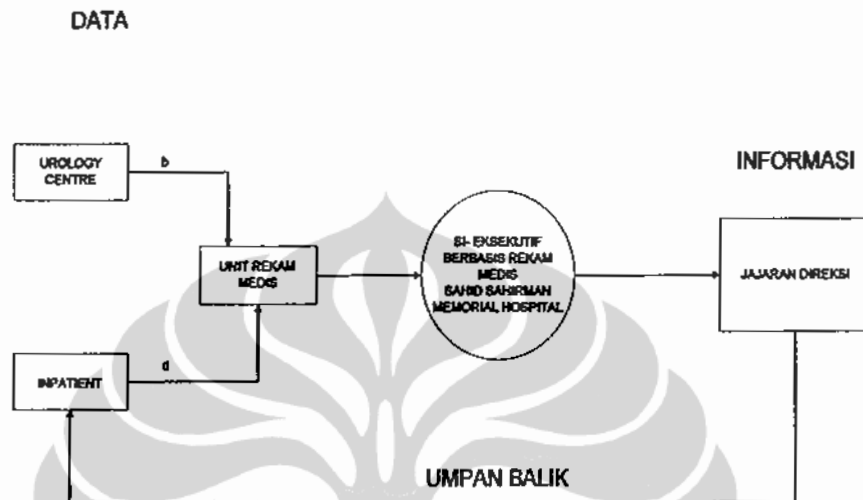 DATA
INFORMASI
UROLOGY
CENTRE
b
UNIT REKAM
MEDIS
SI- EKSEKUTIF
BERBASIS REKAM
MEDIS
SAHID SAHIRMAN
MEMORIAL HOSPITAL
JAJARAN DIREKSI
INPATIENT
d
UMPAN BALIK